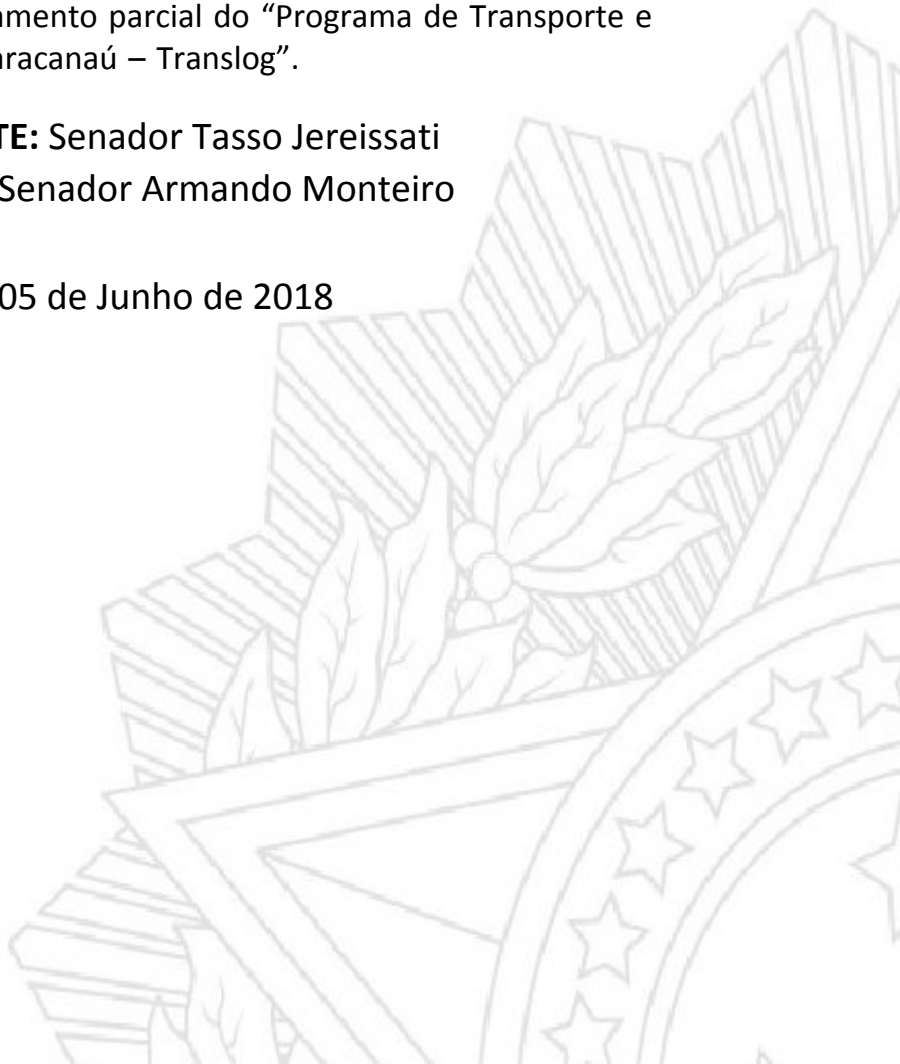 amento parcial do “Programa de Transporte e
aracanaú – Translog”.
TE: Senador Tasso Jereissati
Senador Armando Monteiro
05 de Junho de 2018